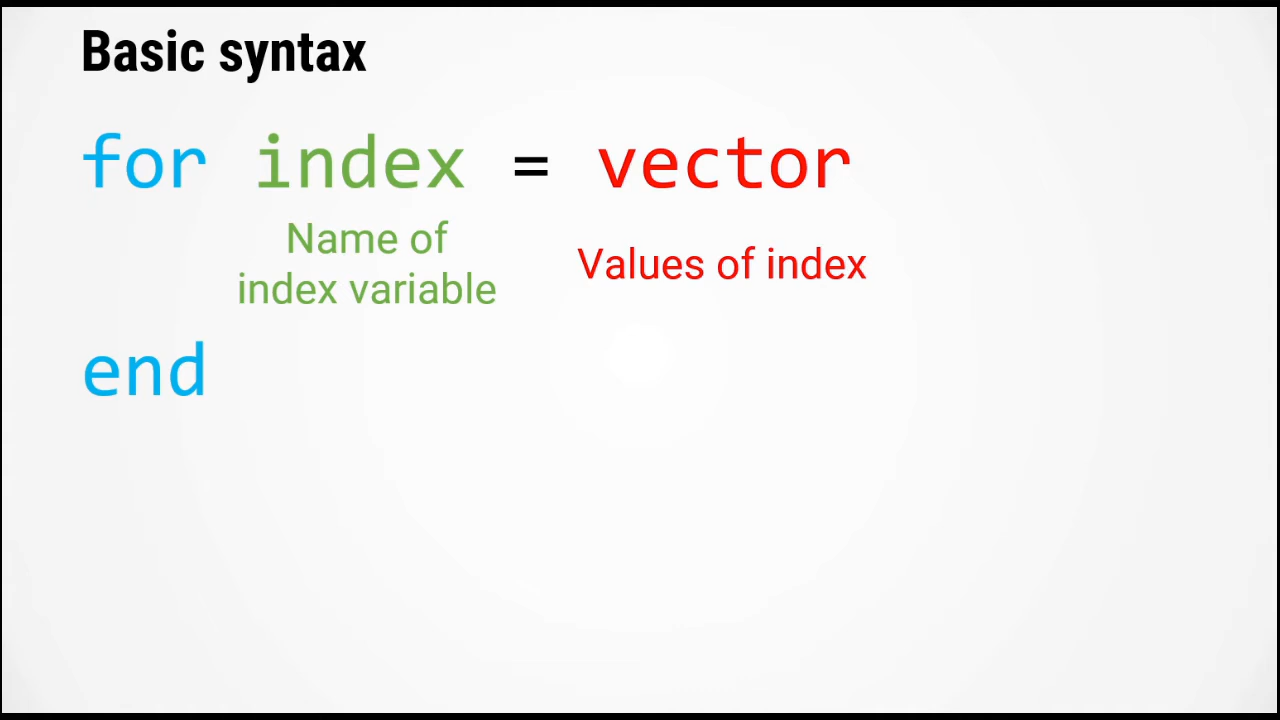 Basic syntax
for index = vector
Name of
index variable
Values of index
end